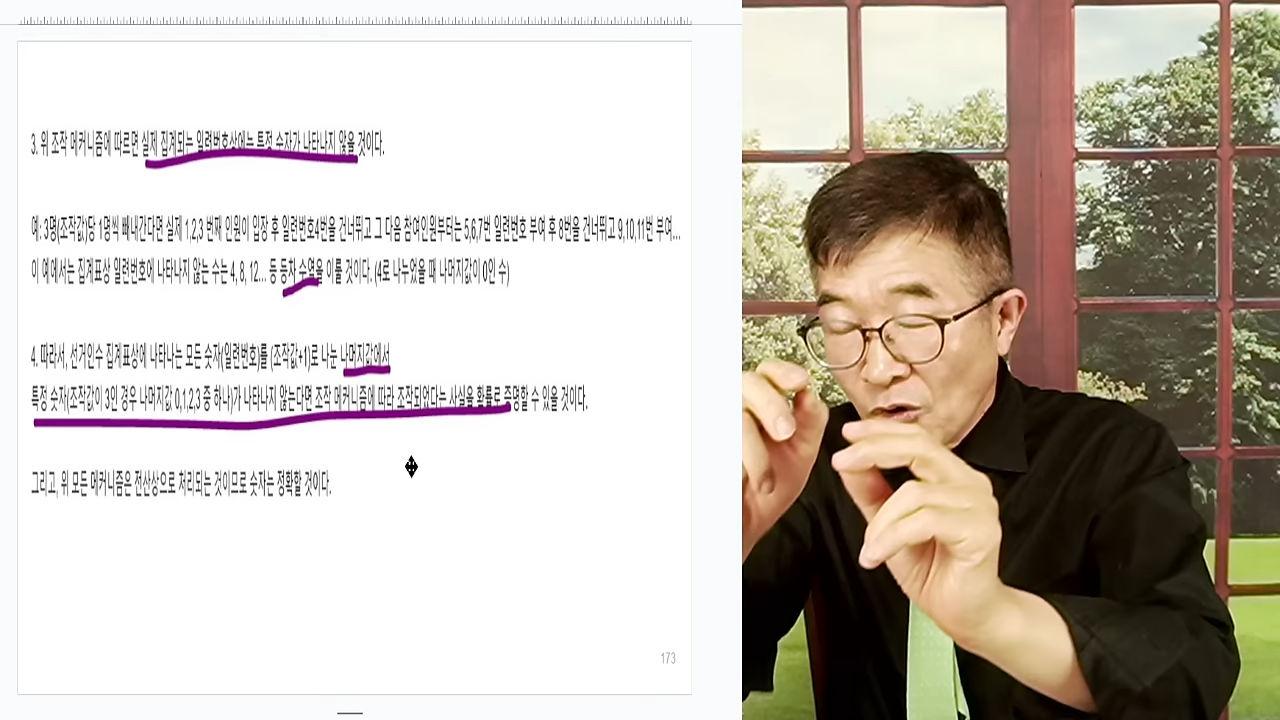 3. 위 조작 메커니즘에 따르면 실제 집계되는 일련번호상에는 특정 숫자가 나타나지 않을 것이다.
예: 3명(조작값)당 1명씩 빼내간다면 실제 1,2,3 번째 인원이 입장 후 일련번호4번을 건너뛰고 그 다음 참여인원부터는 5,6,7번 일련번호 부여 후 8번을 건너뛰고 9,10,11번 부여...
이 예에서는 집계표상 일련번호에 나타나지 않는 수는 4, 8, 12... 등 등차 수열을 이룰 것이다. (4로 나누었을 때 나머지값이 0인 수)
4. 따라서, 선거인수 집계표상에 나타나는 모든 숫자(일련번호)를 (조작값+1)로 나눈 나머지값에서
특정 숫자(조작값이 3인 경우 나머지값 0,1,2,3 중 하나)가 나타나지 않는다면 조작 메커니즘에 따라 조작되었다는 사실을 확률로 증명할 수 있을 것이다.
그리고, 위 모든 메커니즘은 전산상으로 처리되는 것이므로 숫자는 정확할 것이다.
173